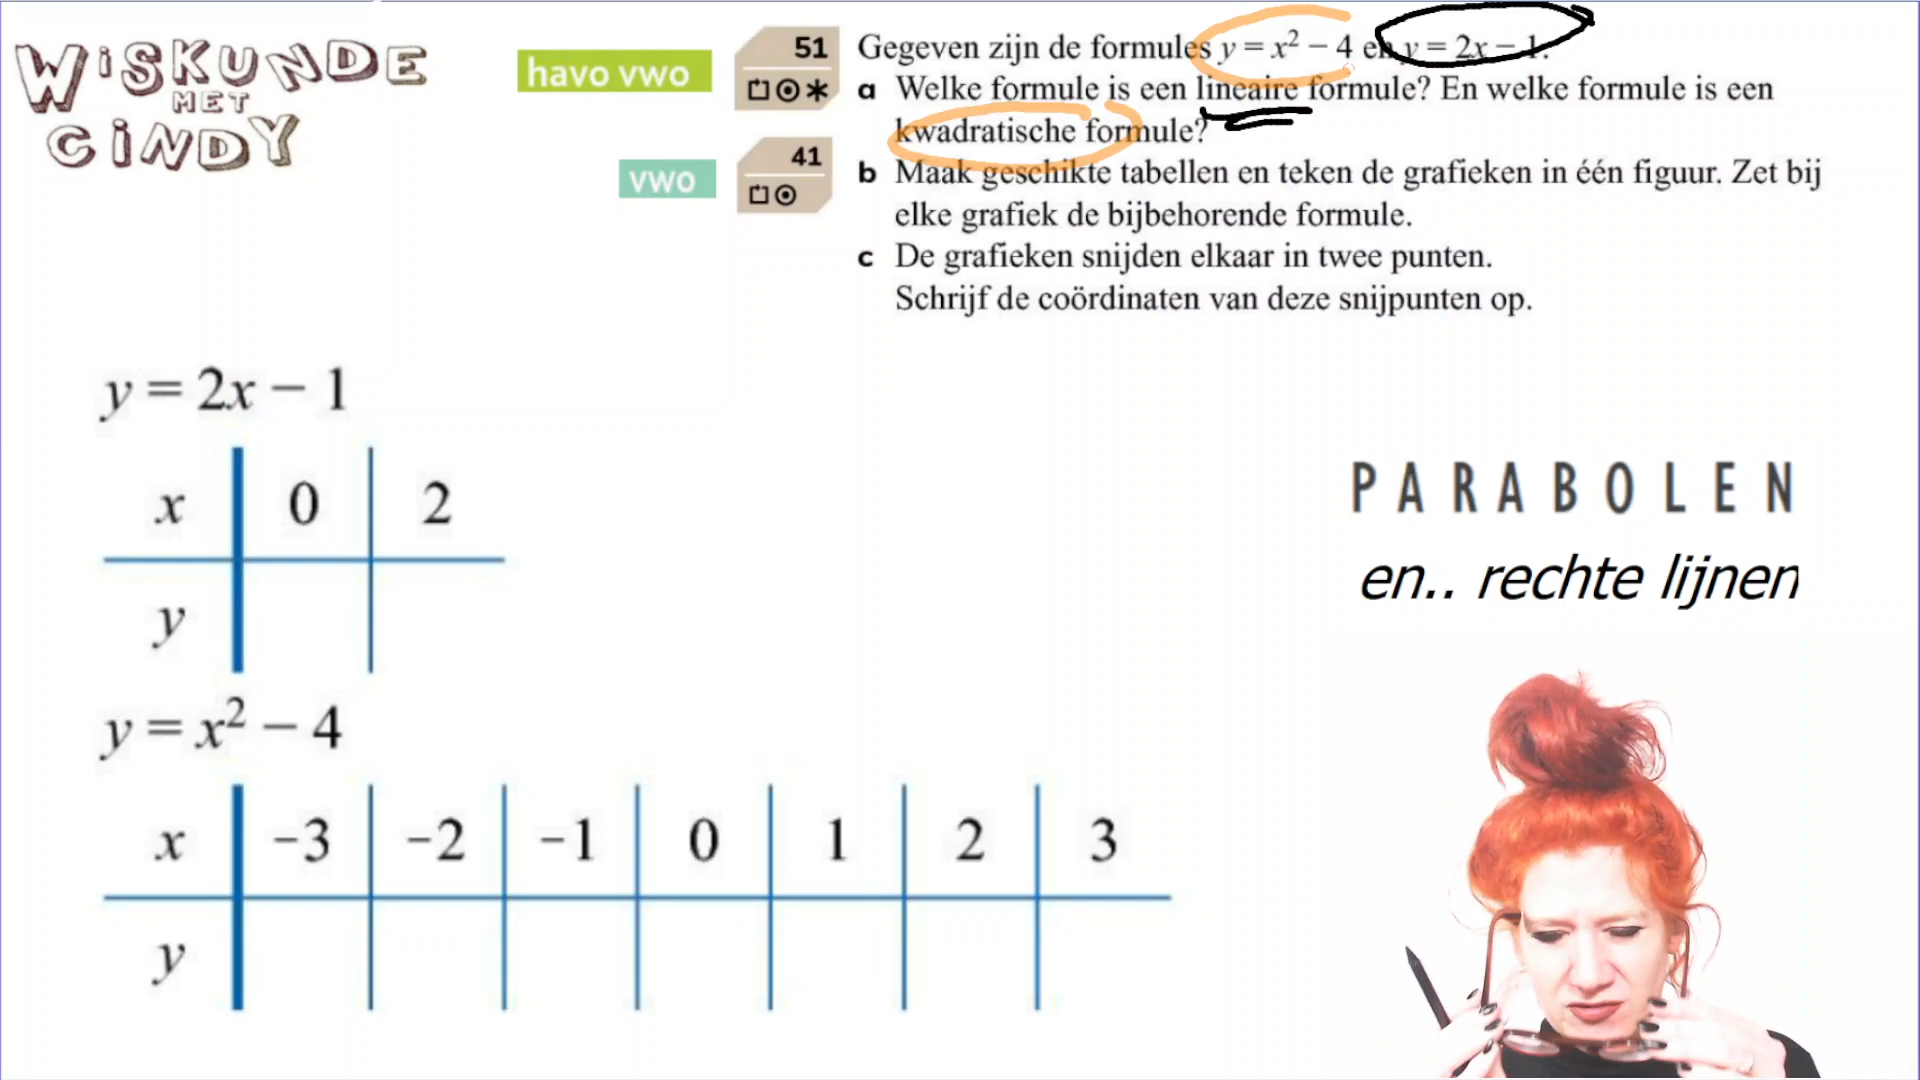 WiSKUNDE
MET
CiNDY
havo vwo
51
Gegeven zijn de formules y = x² − 4 en y = 2x − 1.
a Welke formule is een lineaire formule? En welke formule is een
kwadratische formule?
vwo
41
b Maak geschikte tabellen en teken de grafieken in één figuur. Zet bij
elke grafiek de bijbehorende formule.
c De grafieken snijden elkaar in twee punten.
Schrijf de coördinaten van deze snijpunten op.
y = 2x − 1
x 0 2
y
y = x² − 4
x −3 −2 −1 0 1 2 3
y
PARABOLEN
en.. rechte lijnen